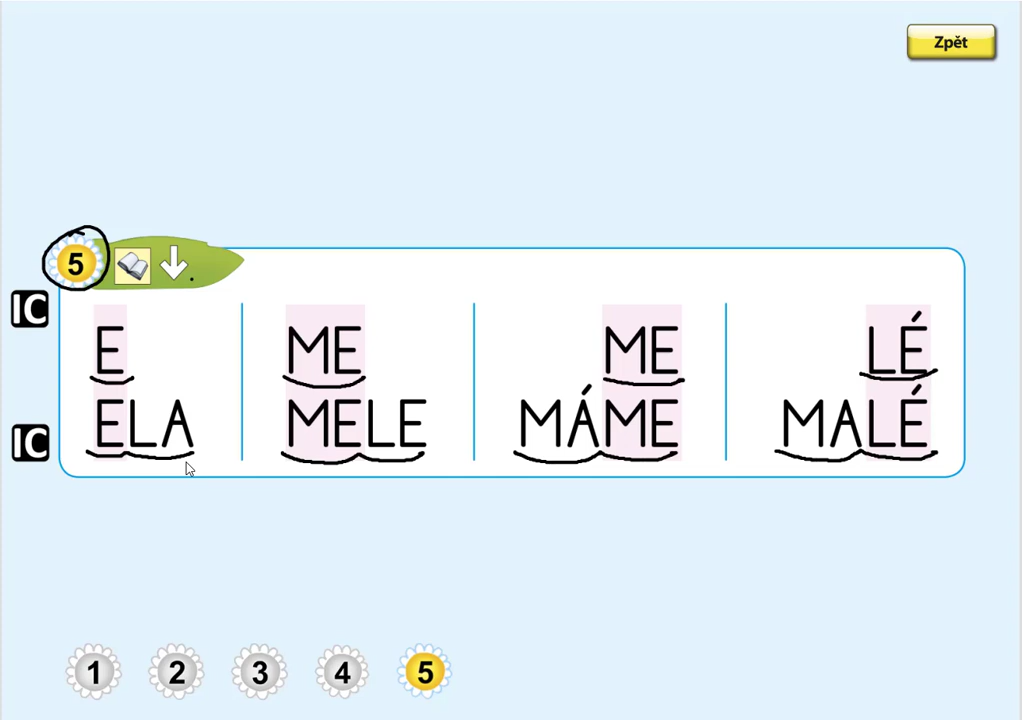 Zpět
5
IC
E ME ME LÉ
IC
ELA MELE MÁME MALÉ
1 2 3 4 5